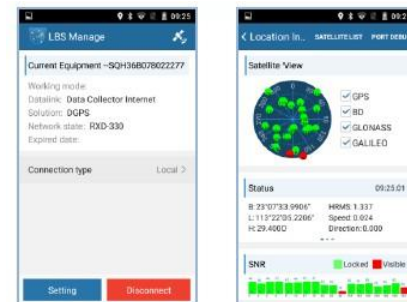 09:25
LBS Manage
Current Equipment --SQH36B078022277
Working mode:
Datalink: Data Collector Internet
Solution: DGPS
Network state: RXD-330
Expired date:
Connection type
Local >
Setting
Disconnect
09:2
< Location In..
SATELLITE LIST
PORT DEBU
Satellite View
GPS
BD
GLONASS
GALILEO
Status
09:25:01
B: 23°07'33.9906"
HRMS: 1.337
L: 113°22'05.2206"
Speed: 0.024
H: 29.4000
Direction: 0.000
SNR
Locked
Visible